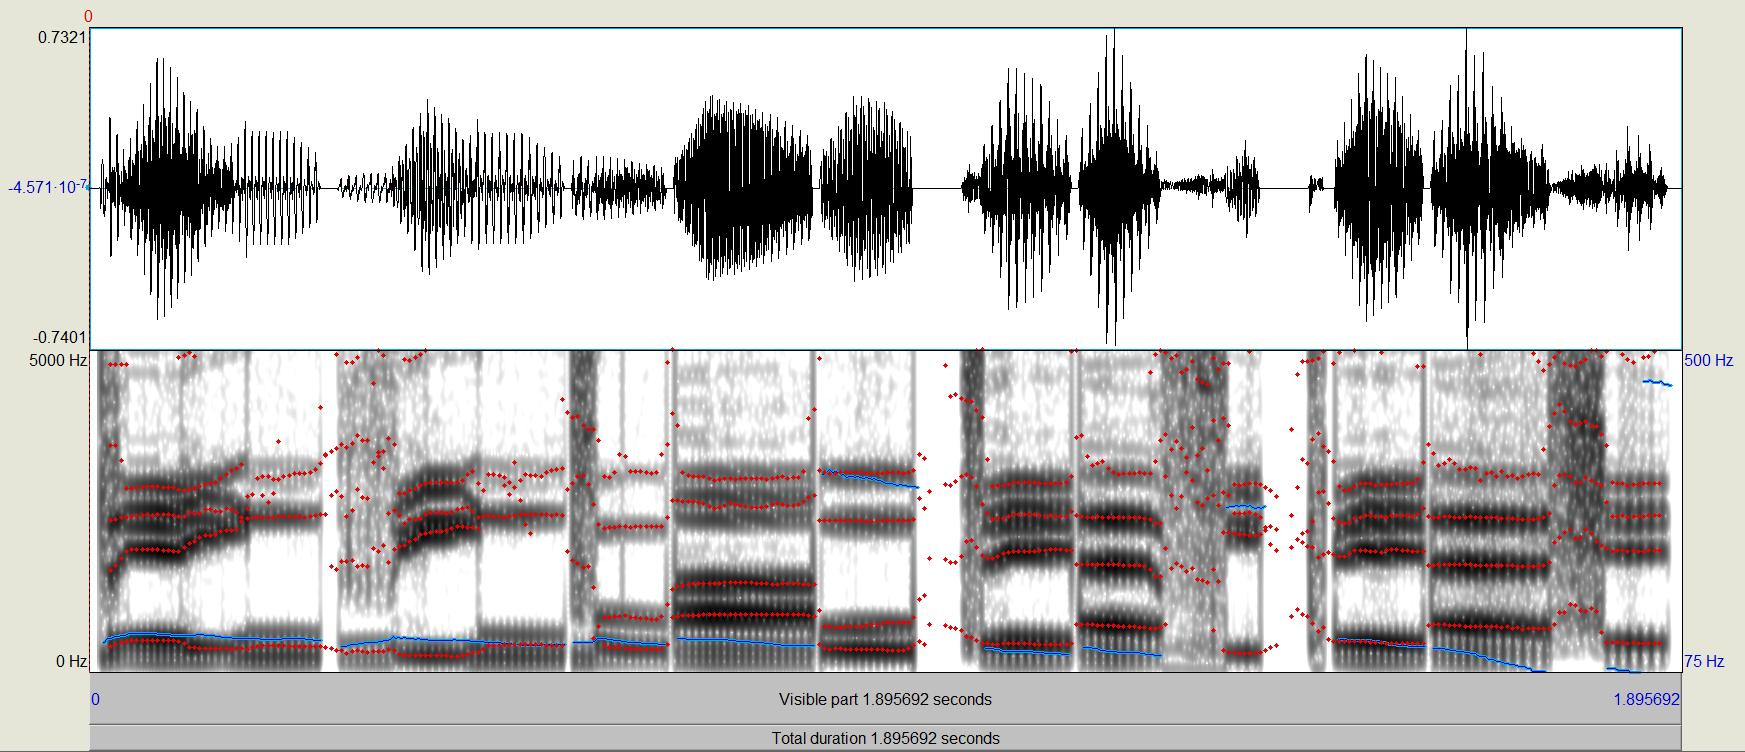 0
0.7321
-4.571·10⁻⁷
-0.7401
5000 Hz
500 Hz
0 Hz
75 Hz
0
Visible part 1.895692 seconds
1.895692
Total duration 1.895692 seconds